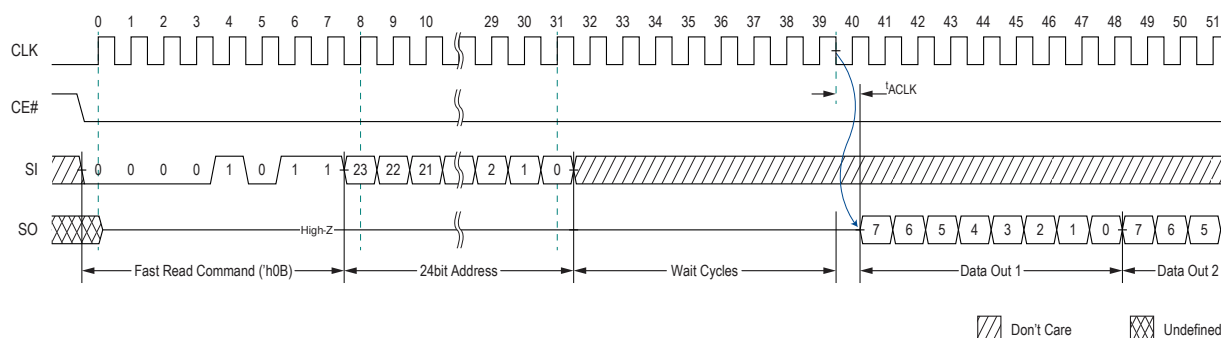 0 1 2 3 0 5 6 7 8 9 10 29 30 31 32 33 34 35 36 37 38 39 40 41 42 43 44 45 46 47 48 49 50 51
CLK
CE#
tACLK
SI 0 0 0 0 1 0 1 1 23 22 21 2 1 0
SO High-Z 7 6 5 4 3 2 1 0 7 6 5
Fast Read Command ('h0B) 24bit Address Wait Cycles Data Out 1 Data Out 2
Don't Care Undefined